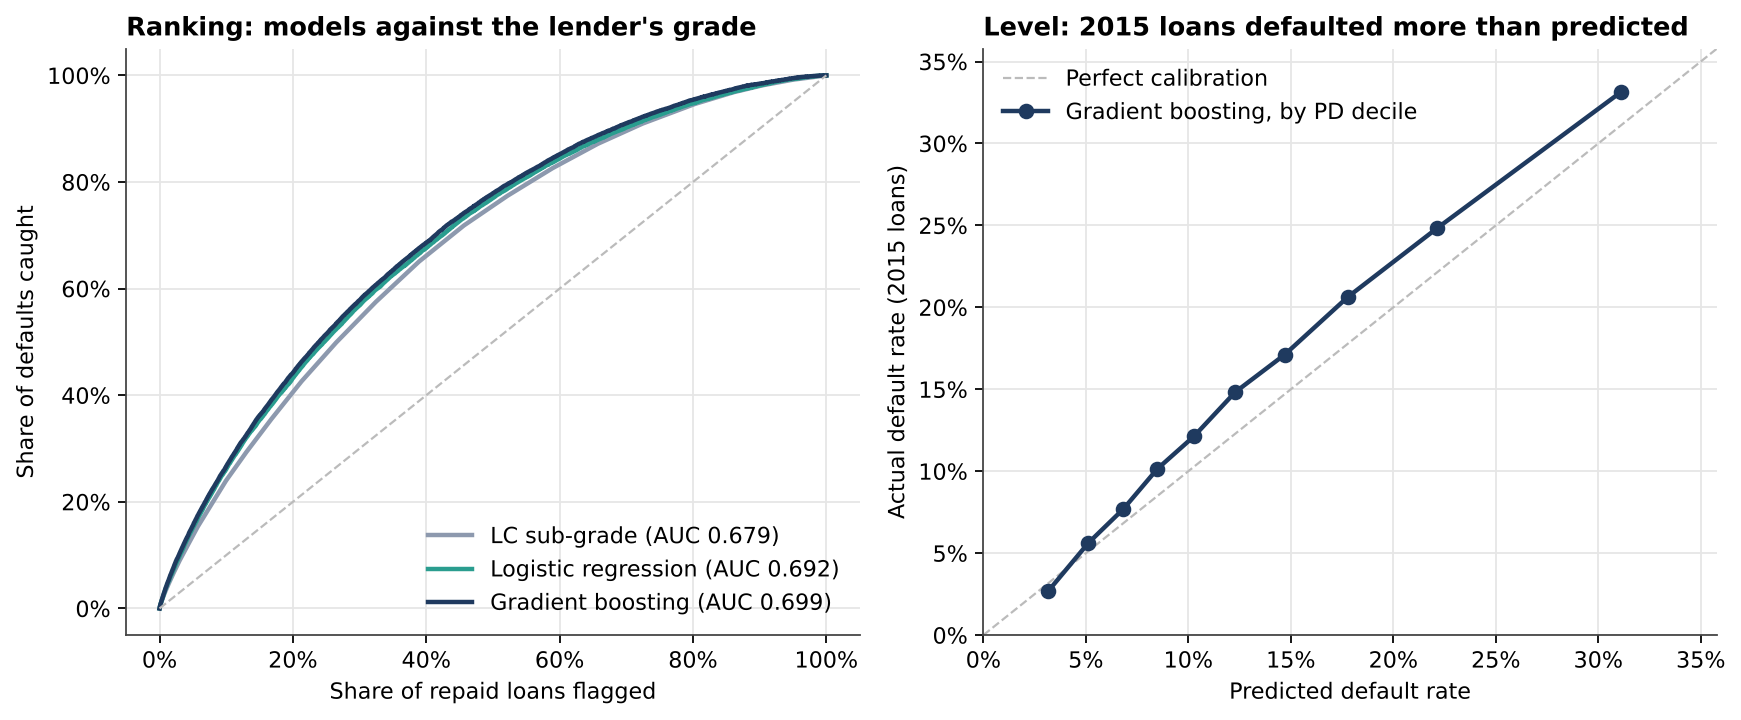 Ranking: models against the lender's grade
Share of defaults caught
100%
80%
60%
40%
20%
0%
LC sub-grade (AUC 0.679)
Logistic regression (AUC 0.692)
Gradient boosting (AUC 0.699)
0%
20%
40%
60%
80%
100%
Share of repaid loans flagged
Level: 2015 loans defaulted more than predicted
Actual default rate (2015 loans)
35%
30%
25%
20%
15%
10%
5%
0%
Perfect calibration
Gradient boosting, by PD decile
0%
5%
10%
15%
20%
25%
30%
35%
Predicted default rate